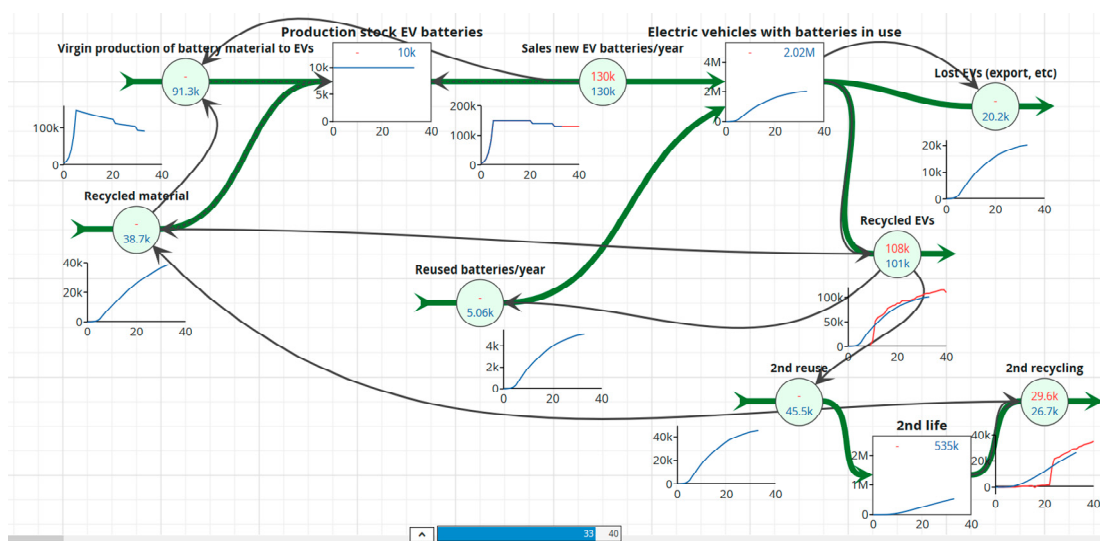 Production stock EV batteries
Electric vehicles with batteries in use
Virgin production of battery material to EVs
Sales new EV batteries/year
-
91.3k
- 10k
10k
5k
0
0 20 40
130k
130k
- 2.02M
4M
2M
0
0 20 40
Lost EVs (export, etc)
-
20.2k
100k
0
0 20 40
200k
100k
0
0 20 40
20k
10k
0
0 20 40
Recycled material
-
38.7k
Recycled EVs
108k
101k
40k
20k
0
0 20 40
Reused batteries/year
-
5.06k
100k
50k
0
0 20 40
4k
2k
0
0 20 40
2nd reuse
-
45.5k
2nd recycling
29.6k
26.7k
2nd life
- 535k
2M
1M
0
0 20 40
40k
20k
0
0 20 40
40k
20k
0
0 20 40
33 40